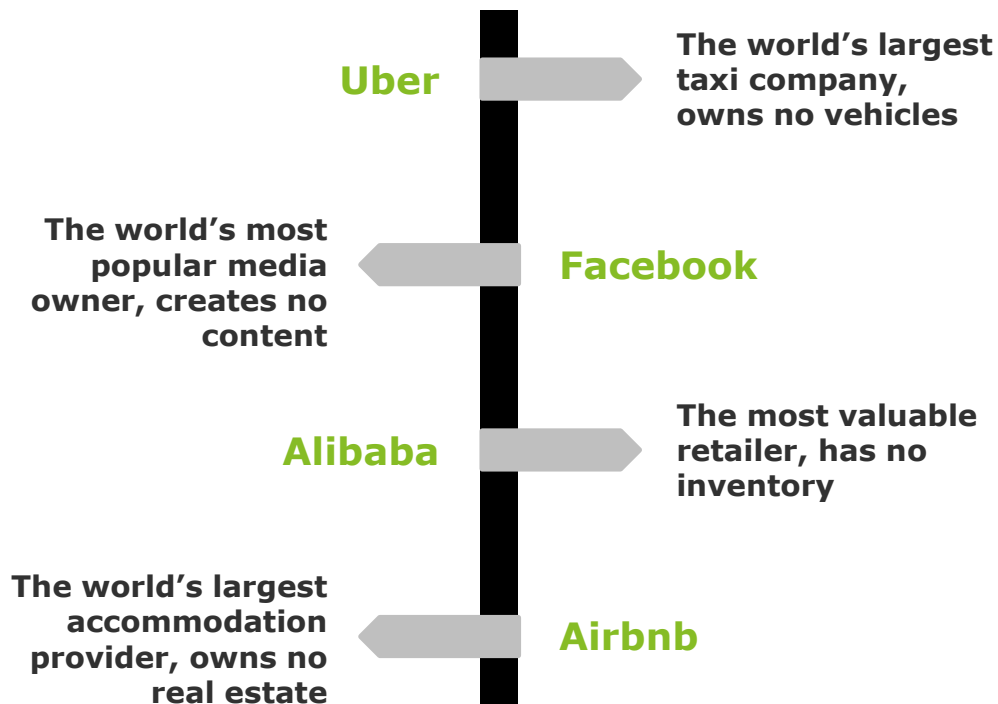 Uber
The world’s largest
taxi company,
owns no vehicles
The world’s most
popular media
owner, creates no
content
Facebook
Alibaba
The most valuable
retailer, has no
inventory
The world’s largest
accommodation
provider, owns no
real estate
Airbnb